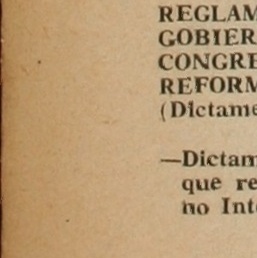 REGLAM
GOBIER
CONGRE
REFORM
(Dictame
—Dictam
que re
no Int